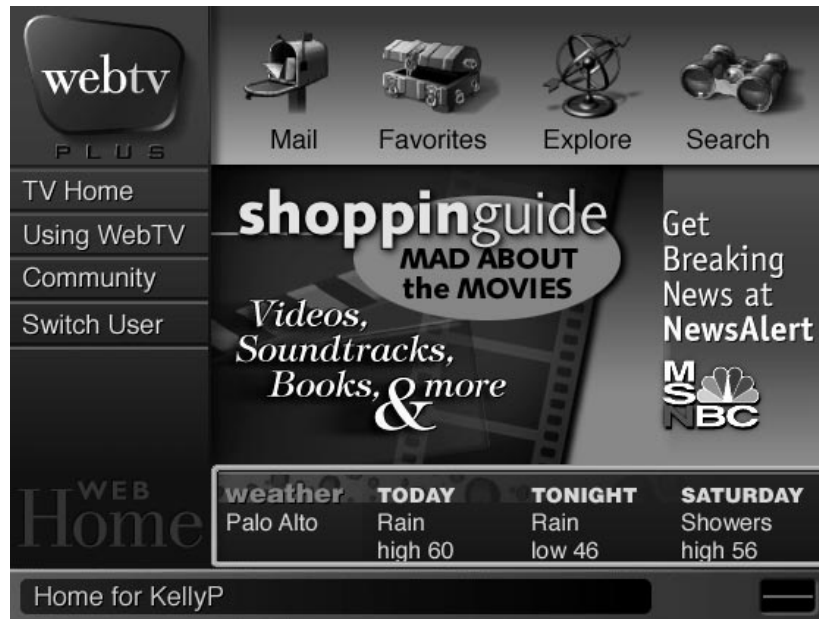 webtv
PLUS
Mail
Favorites
Explore
Search
TV Home
Using WebTV
Community
Switch User
shoppinguide
MAD ABOUT
the MOVIES
Videos,
Soundtracks,
Books, & more
Get
Breaking
News at
NewsAlert
MSNBC
WEB
Home
weather TODAY TONIGHT SATURDAY
Palo Alto Rain Rain Showers
high 60 low 46 high 56
Home for KellyP